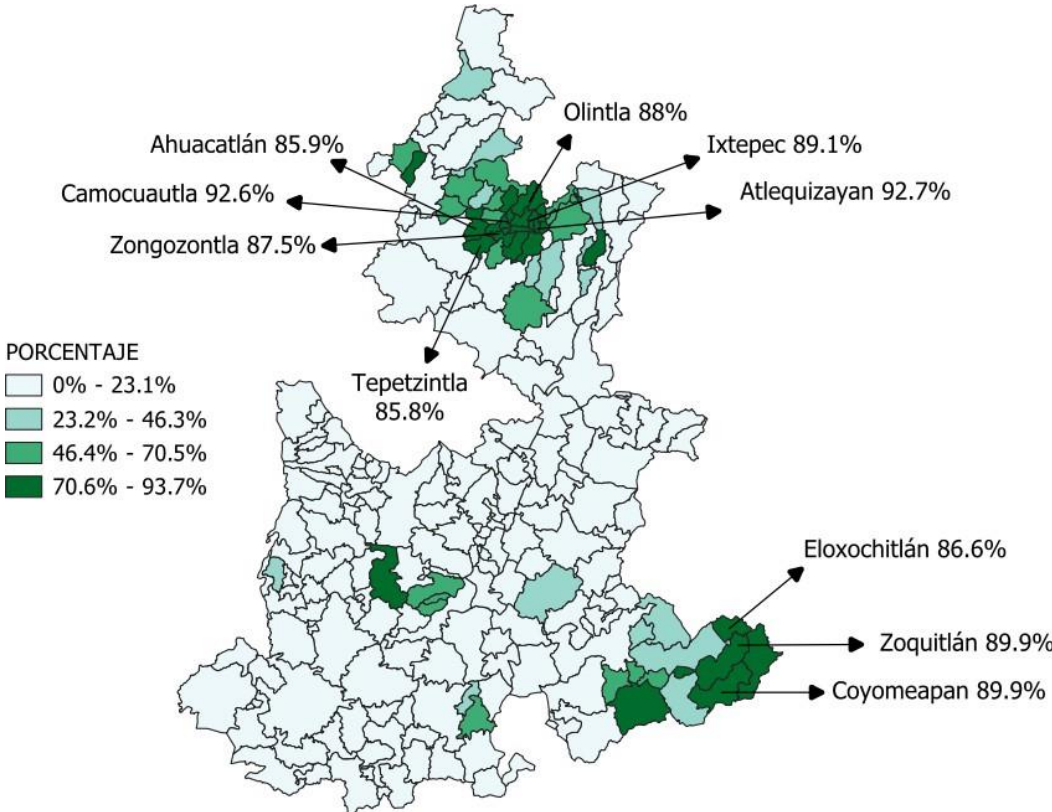 Olintla 88%
Ahuacatlán 85.9%
Ixtepec 89.1%
Camocuautla 92.6%
Atlequizayan 92.7%
Zongozontla 87.5%
PORCENTAJE
0% - 23.1%
23.2% - 46.3%
46.4% - 70.5%
70.6% - 93.7%
Tepetzintla
85.8%
Eloxochitlán 86.6%
Zoquitlán 89.9%
Coyomeapan 89.9%